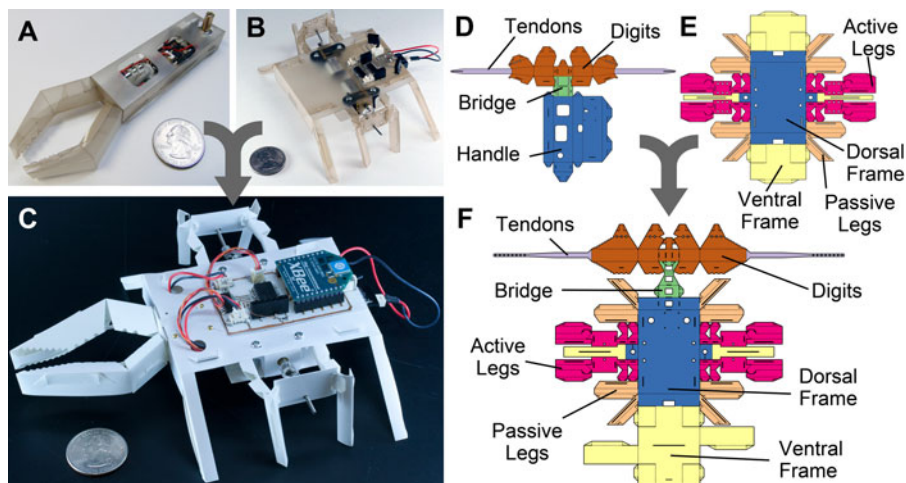 A
B
D
Tendons
Digits
Bridge
Handle
E
Active
Legs
Dorsal
Frame
Ventral
Frame
Passive
Legs
C
XBee
F
Tendons
Bridge
Digits
Active
Legs
Dorsal
Frame
Passive
Legs
Ventral
Frame